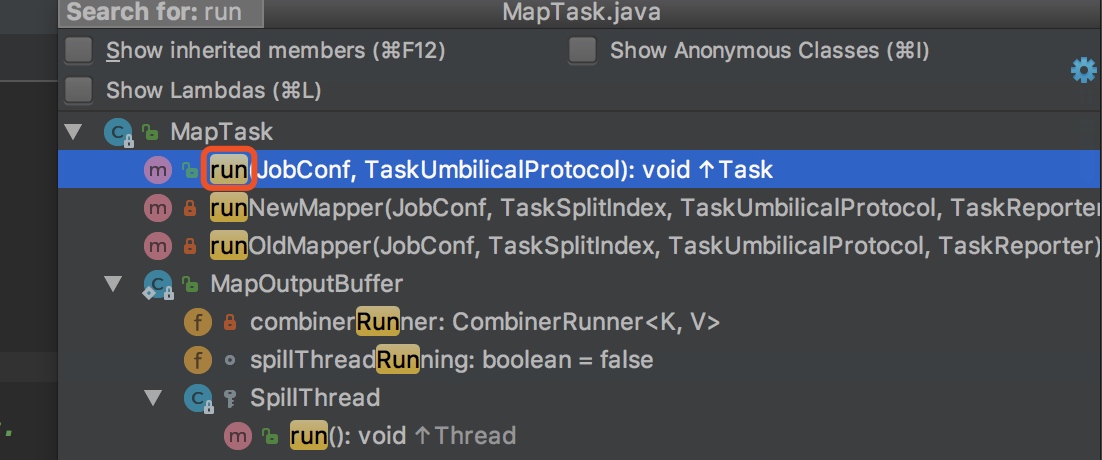 Search for: run MapTask.java
Show inherited members (⌘F12) Show Anonymous Classes (⌘I)
Show Lambdas (⌘L)
MapTask
run(JobConf, TaskUmbilicalProtocol): void ↑Task
runNewMapper(JobConf, TaskSplitIndex, TaskUmbilicalProtocol, TaskReporter
runOldMapper(JobConf, TaskSplitIndex, TaskUmbilicalProtocol, TaskReporter)
MapOutputBuffer
combinerRunner: CombinerRunner<K, V>
spillThreadRunning: boolean = false
SpillThread
run(): void ↑Thread